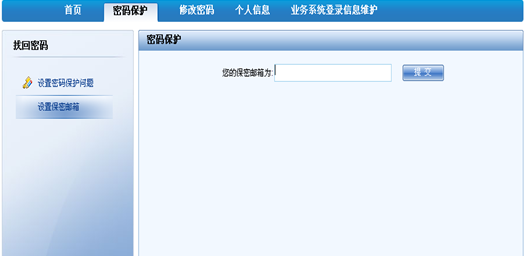 首页 密码保护 修改密码 个人信息 业务系统登录信息维护
找回密码
设置密码保护问题
设置保密邮箱
密码保护
您的保密邮箱为: 提 交